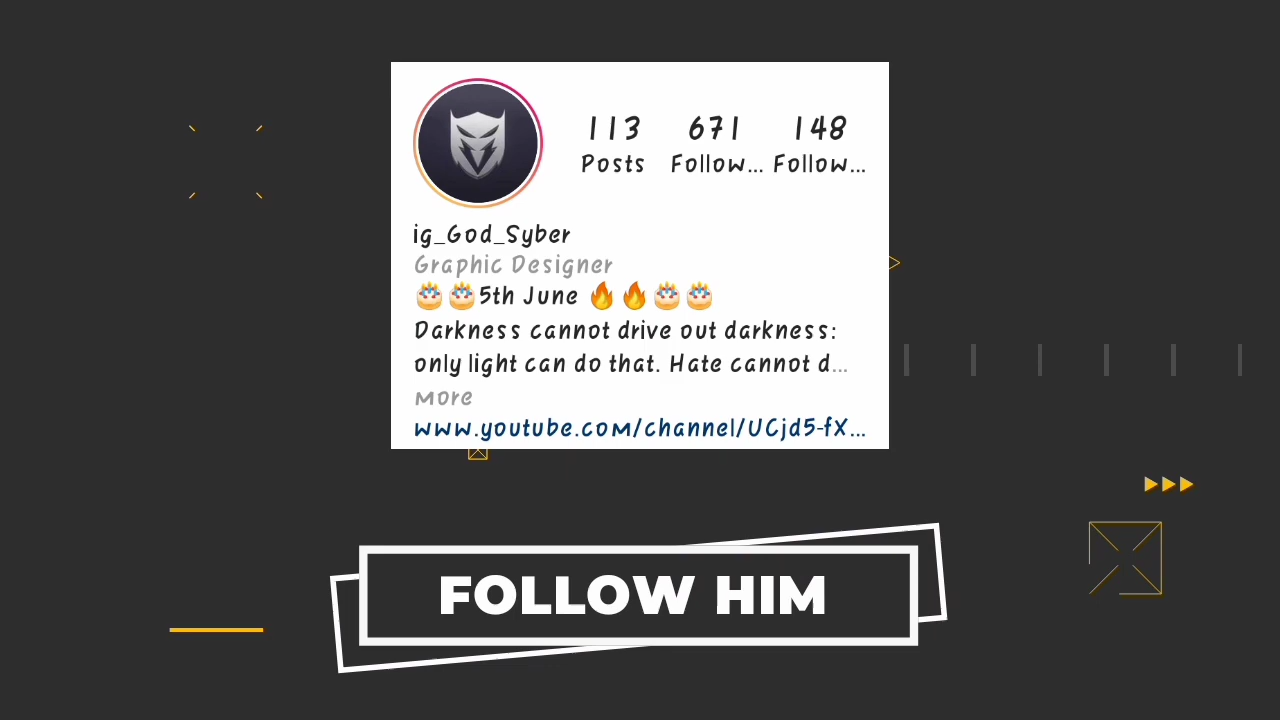 113 671 148
Posts Follow... Follow...
ig_God_Syber
Graphic Designer
🎂🎂5th June 🔥🔥🎂🎂
Darkness cannot drive out darkness:
only light can do that. Hate cannot d...
more
www.youtube.com/channel/UCjd5-fX...
FOLLOW HIM